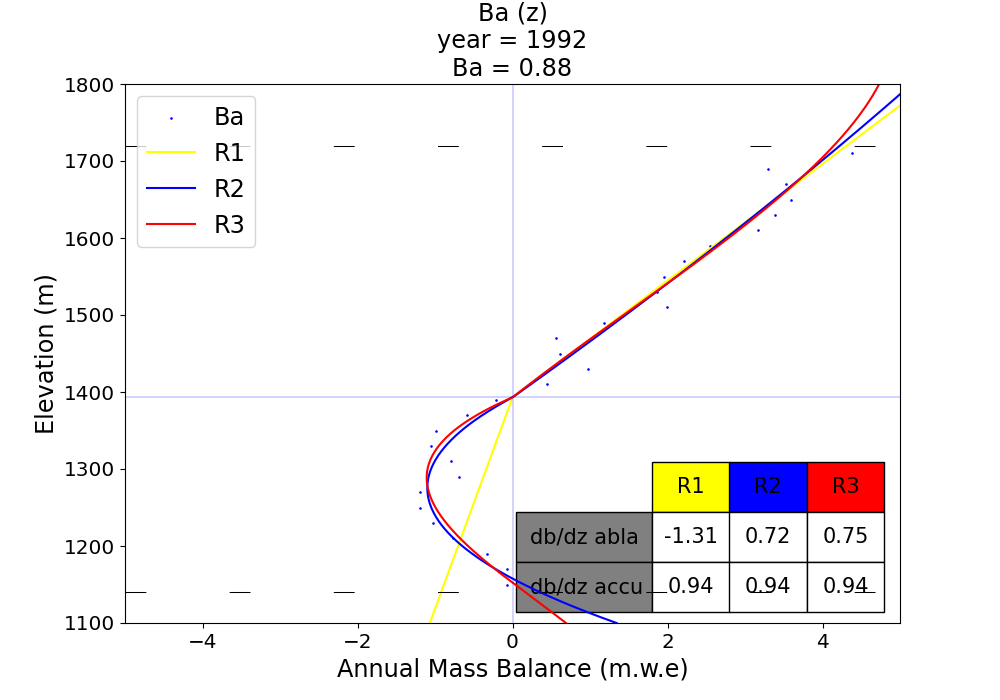 Ba (z)
year = 1992
Ba = 0.88
1800
1700
1600
1500
1400
1300
1200
1100
Elevation (m)
Ba
R1
R2
R3
R1 R2 R3
db/dz abla -1.31 0.72 0.75
db/dz accu 0.94 0.94 0.94
−4 −2 0 2 4
Annual Mass Balance (m.w.e)